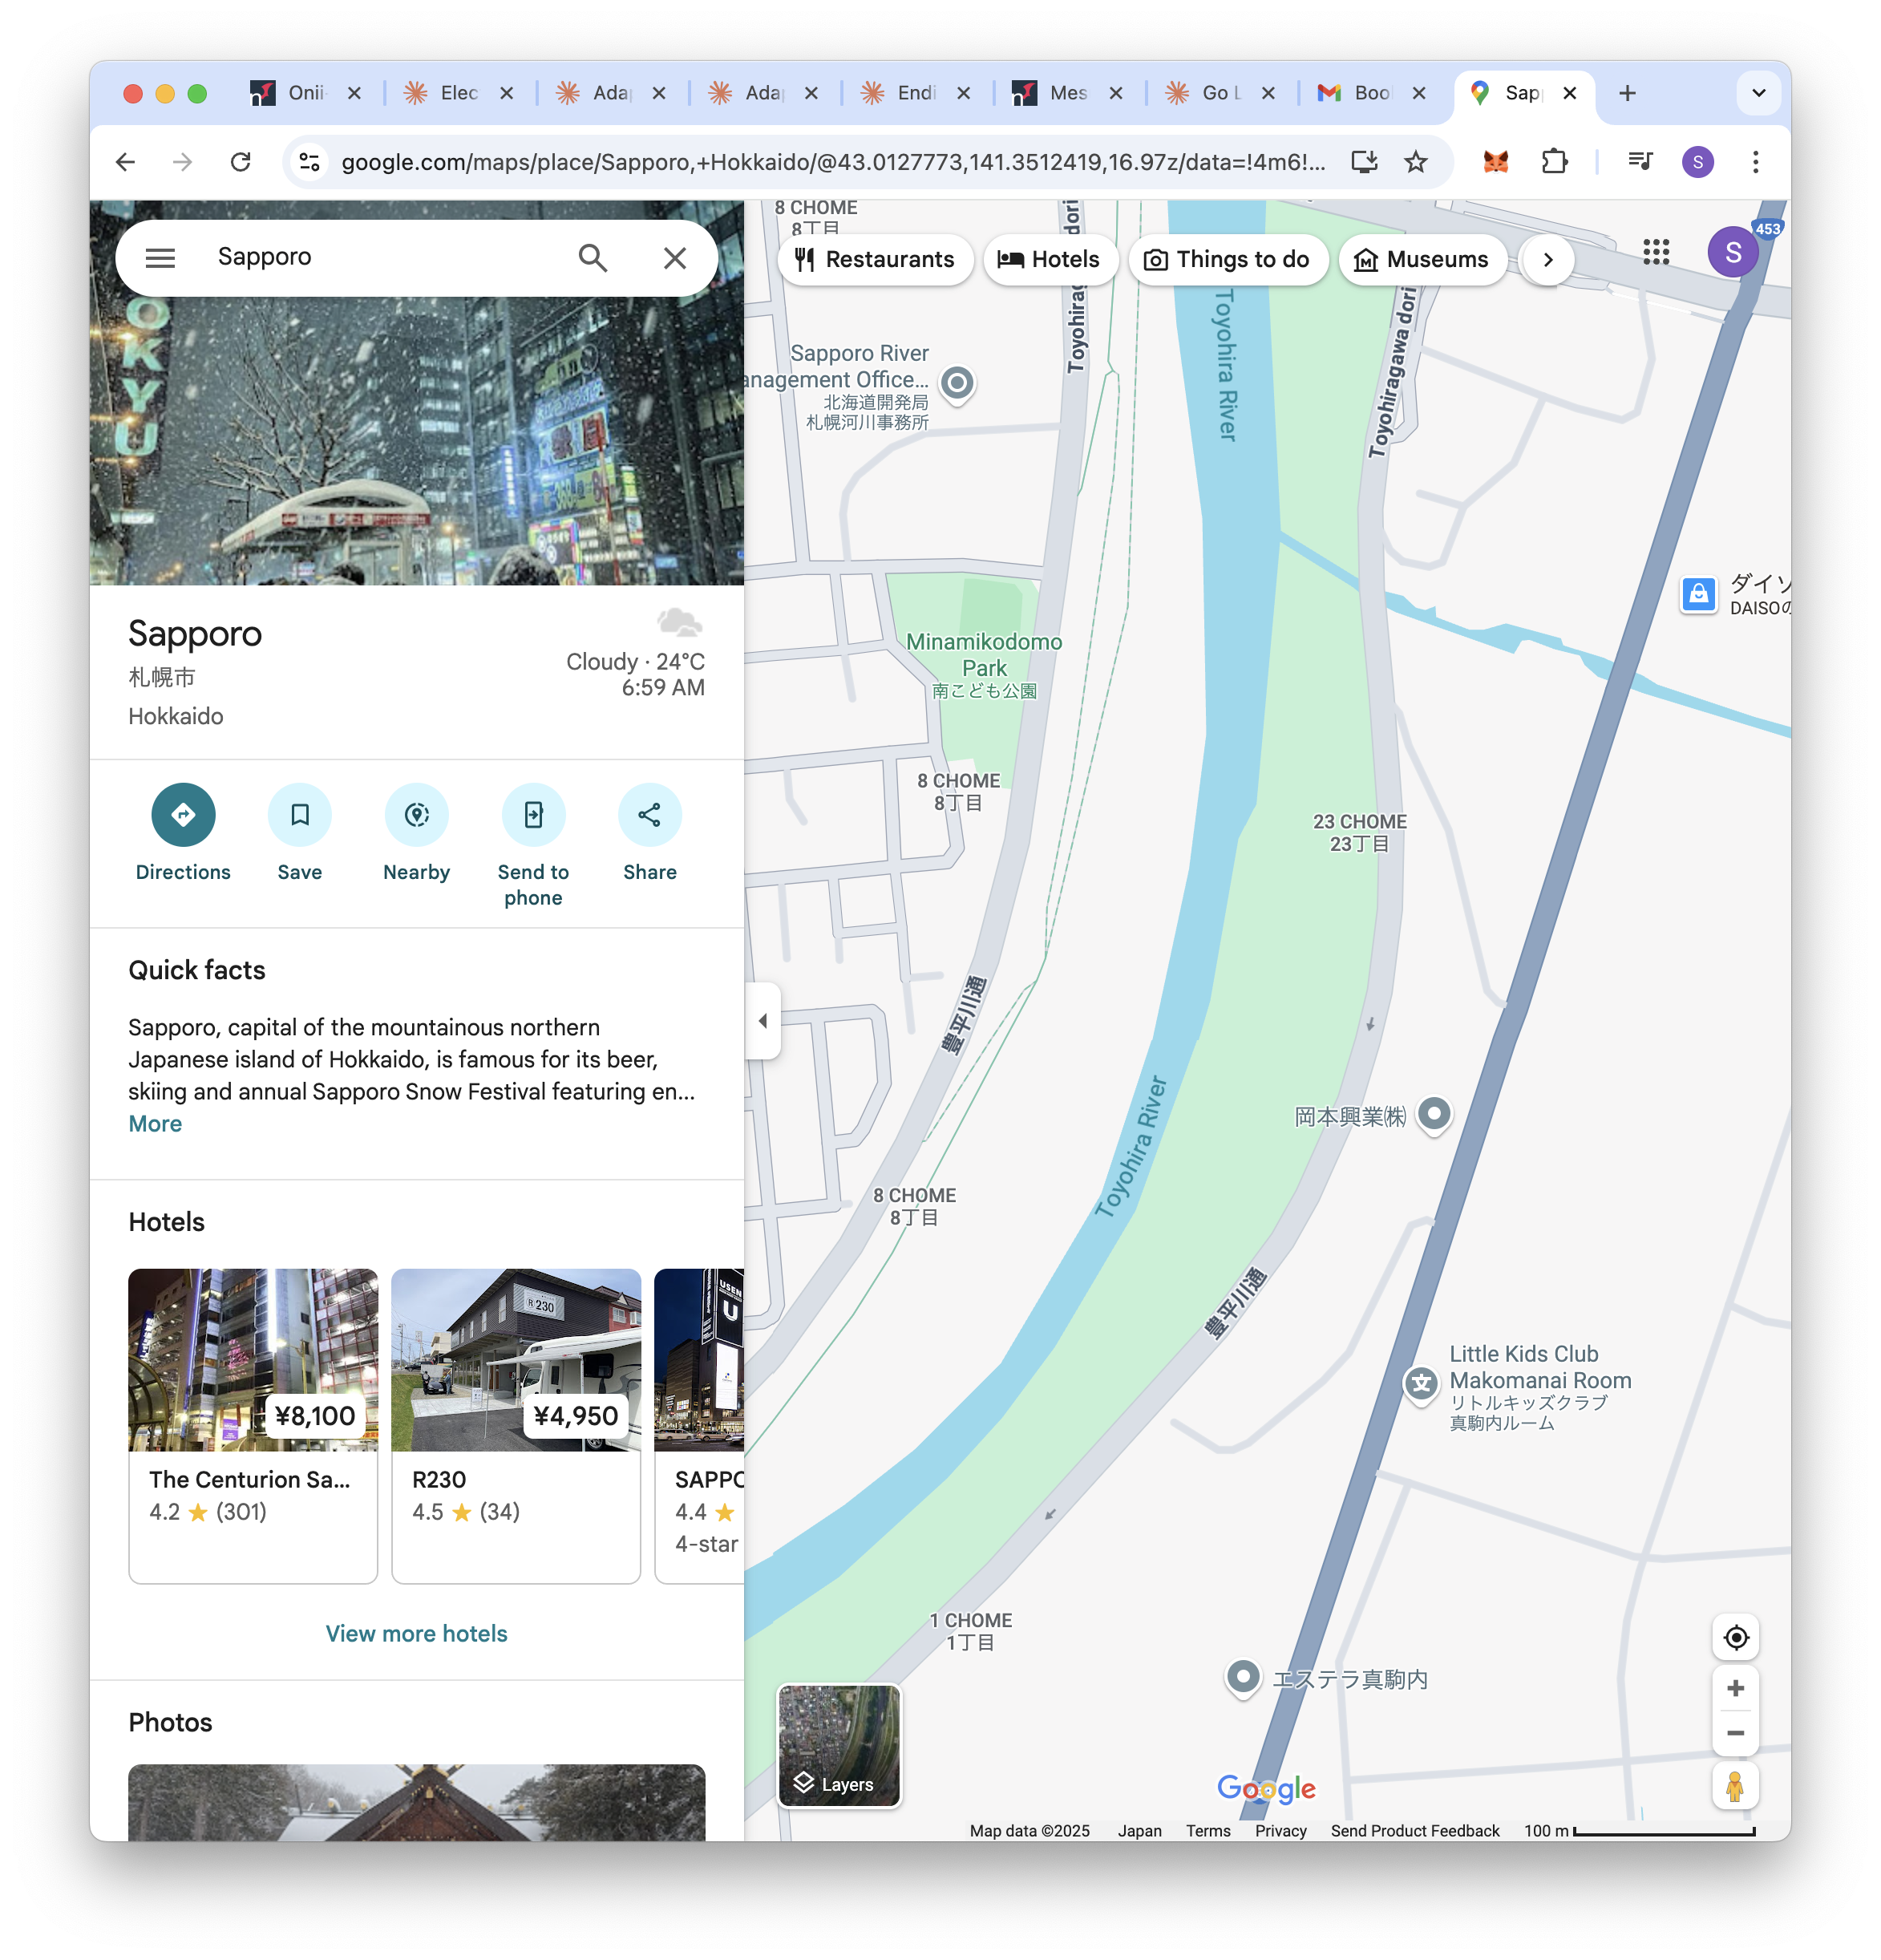 Onii
Elec
Ada
Ada
Endi
Mes
Go L
Boo
Sap
google.com/maps/place/Sapporo,+Hokkaido/@43.0127773,141.3512419,16.97z/data=!4m6!...
S
Sapporo
OKYU
Sapporo
札幌市
Hokkaido
Cloudy · 24°C
6:59 AM
Directions
Save
Nearby
Send to
phone
Share
Quick facts
Sapporo, capital of the mountainous northern
Japanese island of Hokkaido, is famous for its beer,
skiing and annual Sapporo Snow Festival featuring en...
More
Hotels
R 230
USEN
U
¥8,100
¥4,950
The Centurion Sa...
4.2 (301)
R230
4.5 (34)
SAPPO
4.4
4-star
View more hotels
Photos
Restaurants
Hotels
Things to do
Museums
S
453
8 CHOME
8丁目
Toyohirag
dori
Toyohira River
Toyohiragawa dori
Sapporo River
anagement Office...
北海道開発局
札幌河川事務所
ダイソ
DAISOの
Minamikodomo
Park
南こども公園
8 CHOME
8丁目
23 CHOME
23丁目
豊平川通
Toyohira River
岡本興業㈱
8 CHOME
8丁目
豊平川通
Little Kids Club
Makomanai Room
リトルキッズクラブ
真駒内ルーム
1 CHOME
1丁目
エステラ真駒内
Layers
Google
Map data ©2025
Japan
Terms
Privacy
Send Product Feedback
100 m